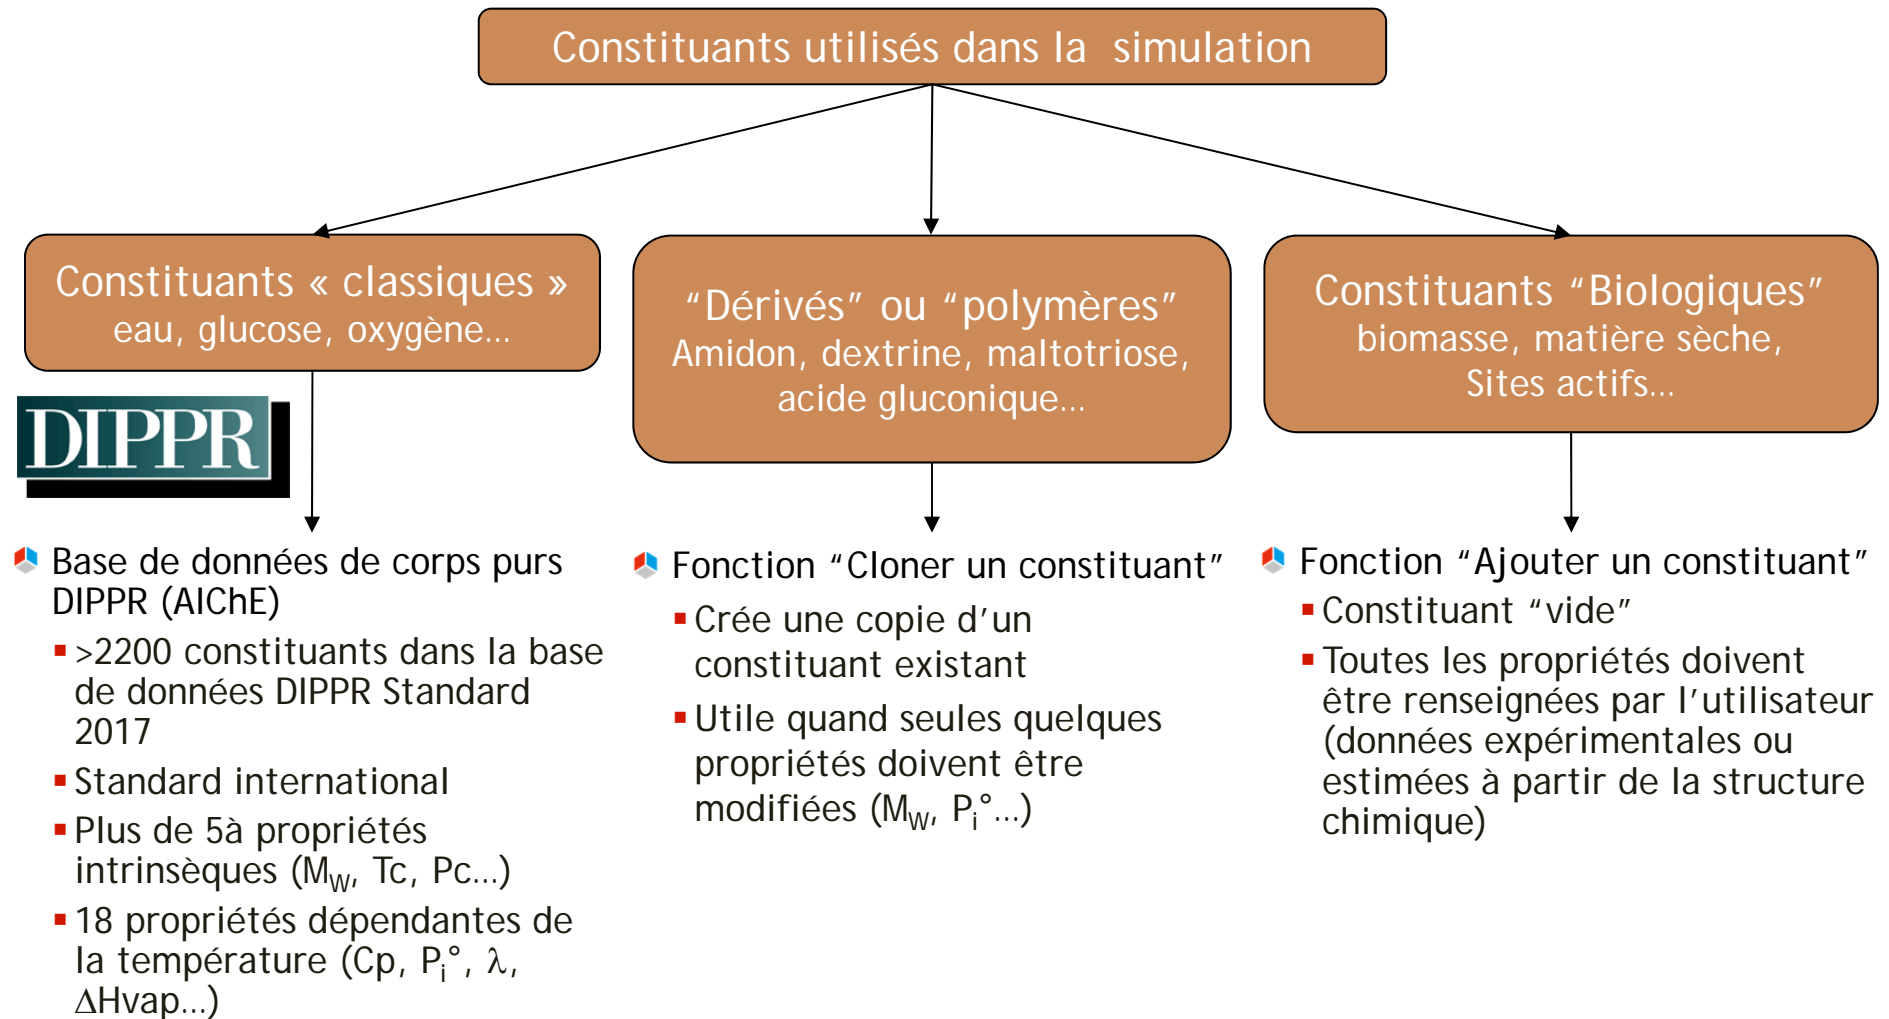 Constituants utilisés dans la simulation
Constituants « classiques »
eau, glucose, oxygène...
“Dérivés” ou “polymères”
Amidon, dextrine, maltotriose,
acide gluconique...
Constituants “Biologiques”
biomasse, matière sèche,
Sites actifs...
DIPPR
Base de données de corps purs
DIPPR (AIChE)
>2200 constituants dans la base
de données DIPPR Standard
2017
Standard international
Plus de 5à propriétés
intrinsèques (MW, Tc, Pc...)
18 propriétés dépendantes de
la température (Cp, Pi°, λ,
ΔHvap...)
Fonction “Cloner un constituant”
Crée une copie d’un
constituant existant
Utile quand seules quelques
propriétés doivent être
modifiées (MW, Pi°...)
Fonction “Ajouter un constituant”
Constituant “vide”
Toutes les propriétés doivent
être renseignées par l’utilisateur
(données expérimentales ou
estimées à partir de la structure
chimique)